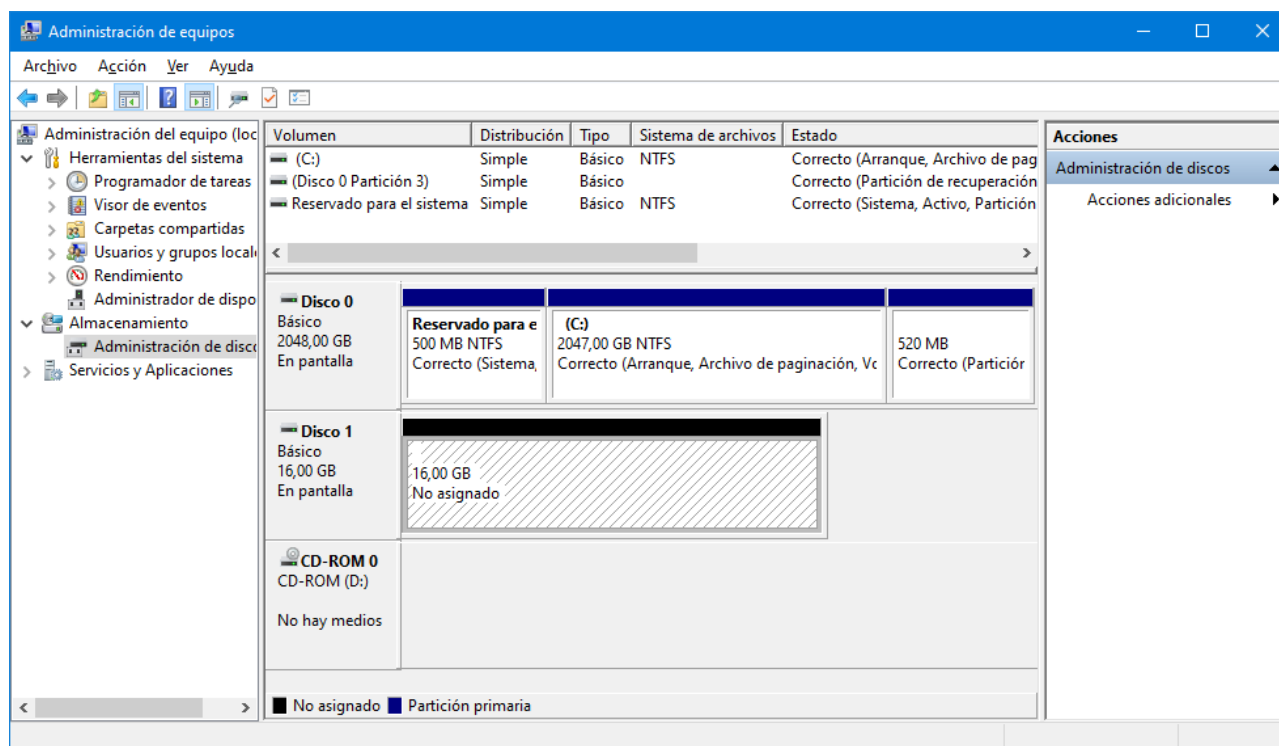 Administración de equipos
Archivo Acción Ver Ayuda
Administración del equipo (loc
Herramientas del sistema
Programador de tareas
Visor de eventos
Carpetas compartidas
Usuarios y grupos locale
Rendimiento
Administrador de dispo
Almacenamiento
Administración de disco
Servicios y Aplicaciones
Volumen Distribución Tipo Sistema de archivos Estado
(C:) Simple Básico NTFS Correcto (Arranque, Archivo de pag
(Disco 0 Partición 3) Simple Básico Correcto (Partición de recuperación
Reservado para el sistema Simple Básico NTFS Correcto (Sistema, Activo, Partición
Disco 0
Básico
2048,00 GB
En pantalla
Reservado para e
500 MB NTFS
Correcto (Sistema,
(C:)
2047,00 GB NTFS
Correcto (Arranque, Archivo de paginación, Vc
520 MB
Correcto (Particiór
Disco 1
Básico
16,00 GB
En pantalla
16,00 GB
No asignado
CD-ROM 0
CD-ROM (D:)
No hay medios
No asignado Partición primaria
Acciones
Administración de discos
Acciones adicionales